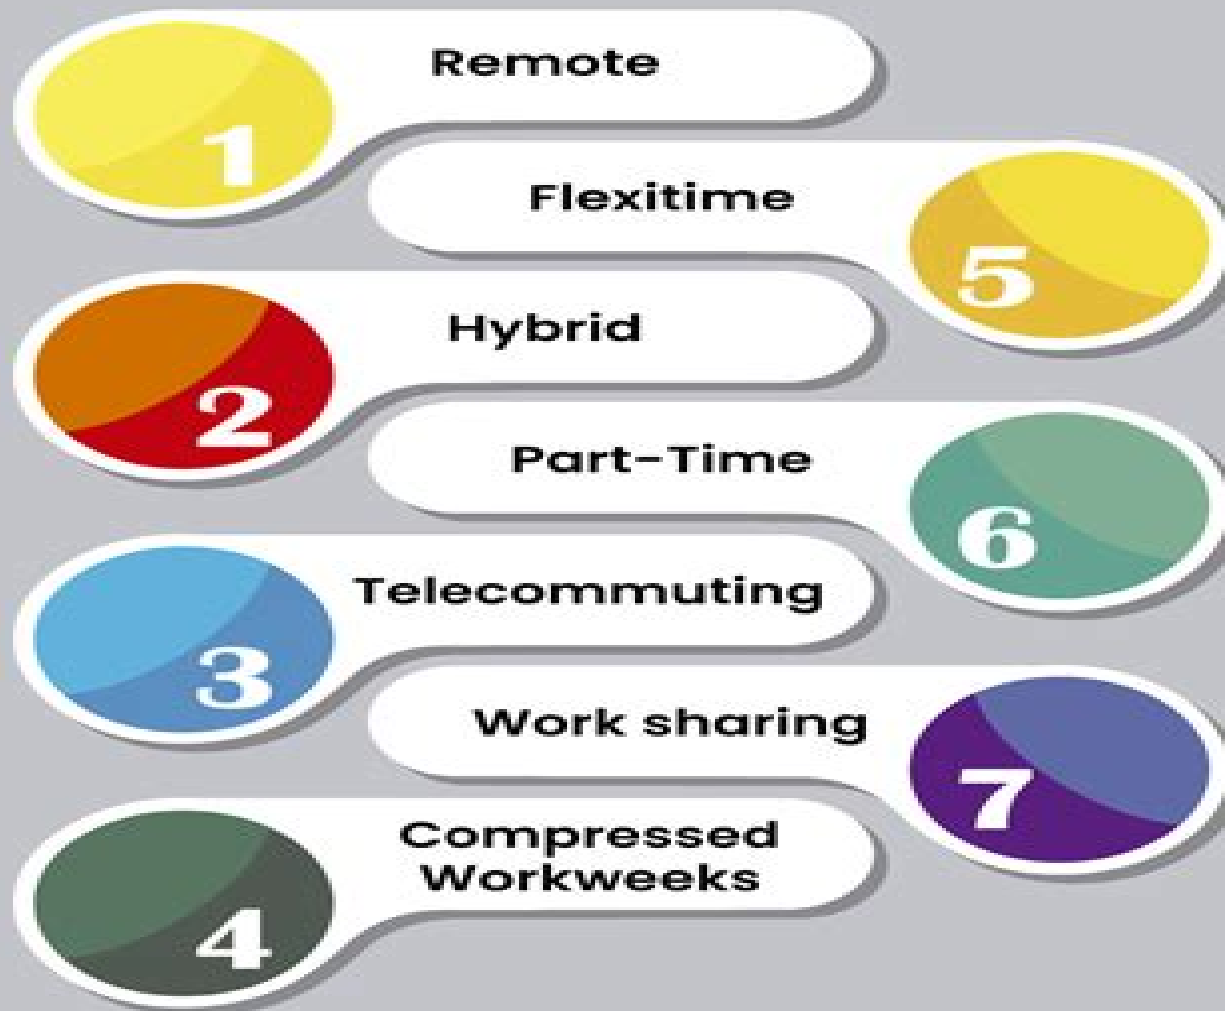 Remote
1
Flexitime
5
Hybrid
2
Part-Time
6
Telecommuting
3
Work sharing
7
Compressed
Workweeks
4